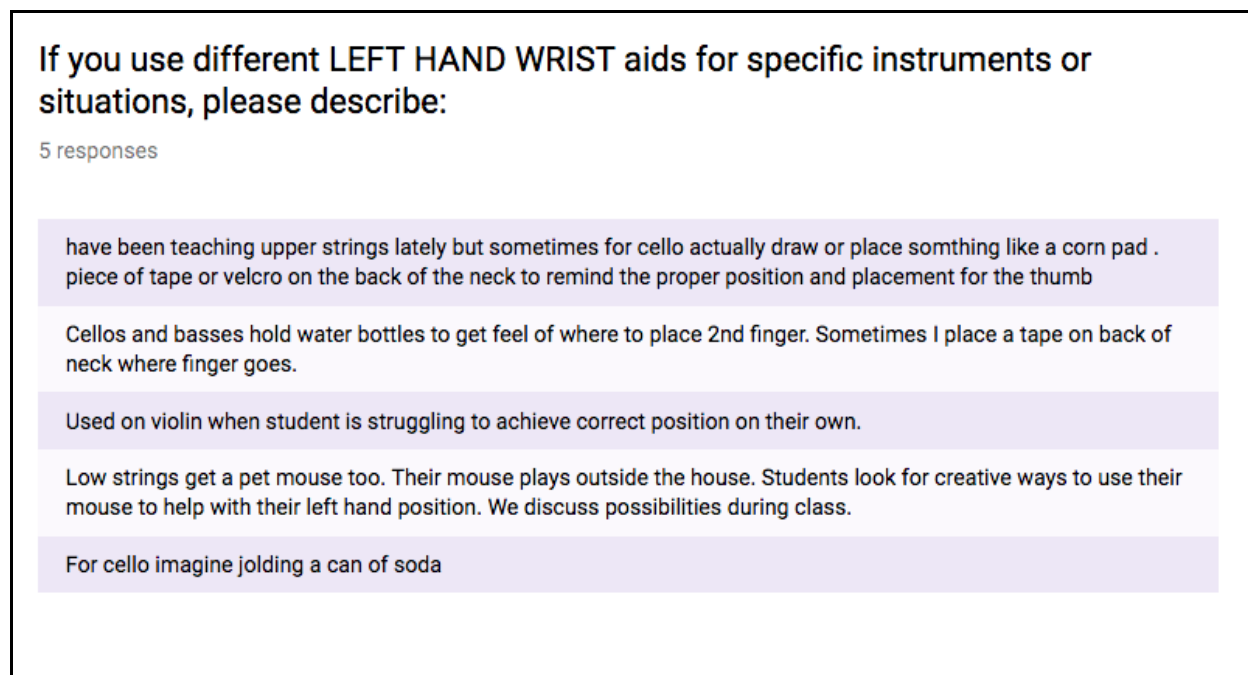 If you use different LEFT HAND WRIST aids for specific instruments or
situations, please describe:
5 responses
have been teaching upper strings lately but sometimes for cello actually draw or place somthing like a corn pad .
piece of tape or velcro on the back of the neck to remind the proper position and placement for the thumb
Cellos and basses hold water bottles to get feel of where to place 2nd finger. Sometimes I place a tape on back of
neck where finger goes.
Used on violin when student is struggling to achieve correct position on their own.
Low strings get a pet mouse too. Their mouse plays outside the house. Students look for creative ways to use their
mouse to help with their left hand position. We discuss possibilities during class.
For cello imagine jolding a can of soda